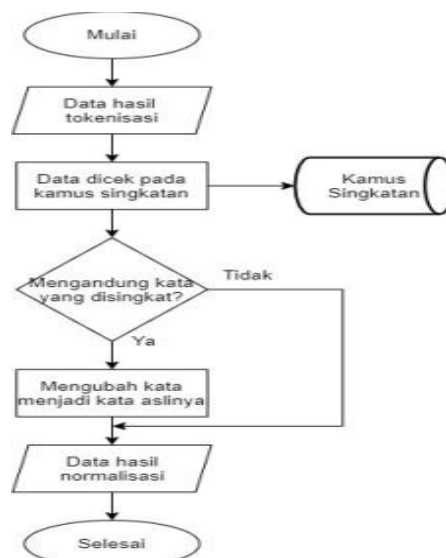 Mulai
Data hasil
tokenisasi
Data dicek pada
kamus singkatan
Kamus
Singkatan
Mengandung kata
yang disingkat?
Tidak
Ya
Mengubah kata
menjadi kata aslinya
Data hasil
normalisasi
Selesai